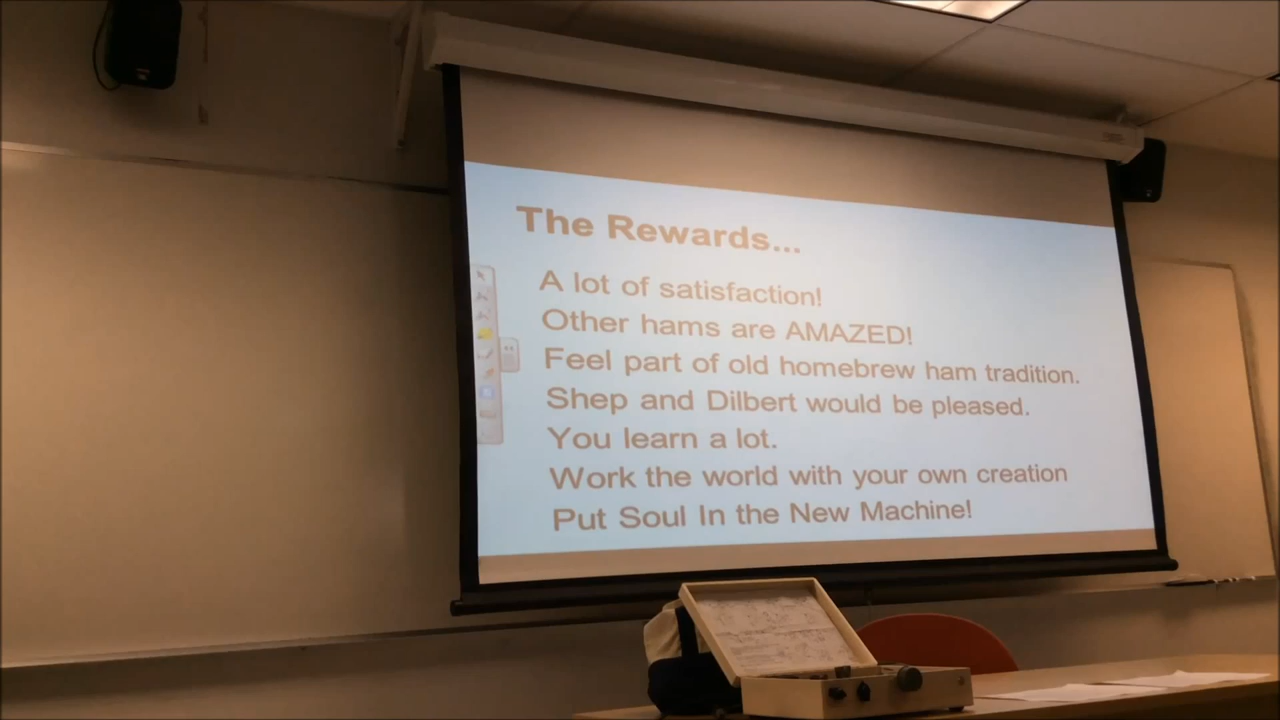 The Rewards...
A lot of satisfaction!
Other hams are AMAZED!
Feel part of old homebrew ham tradition.
Shep and Dilbert would be pleased.
You learn a lot.
Work the world with your own creation
Put Soul In the New Machine!